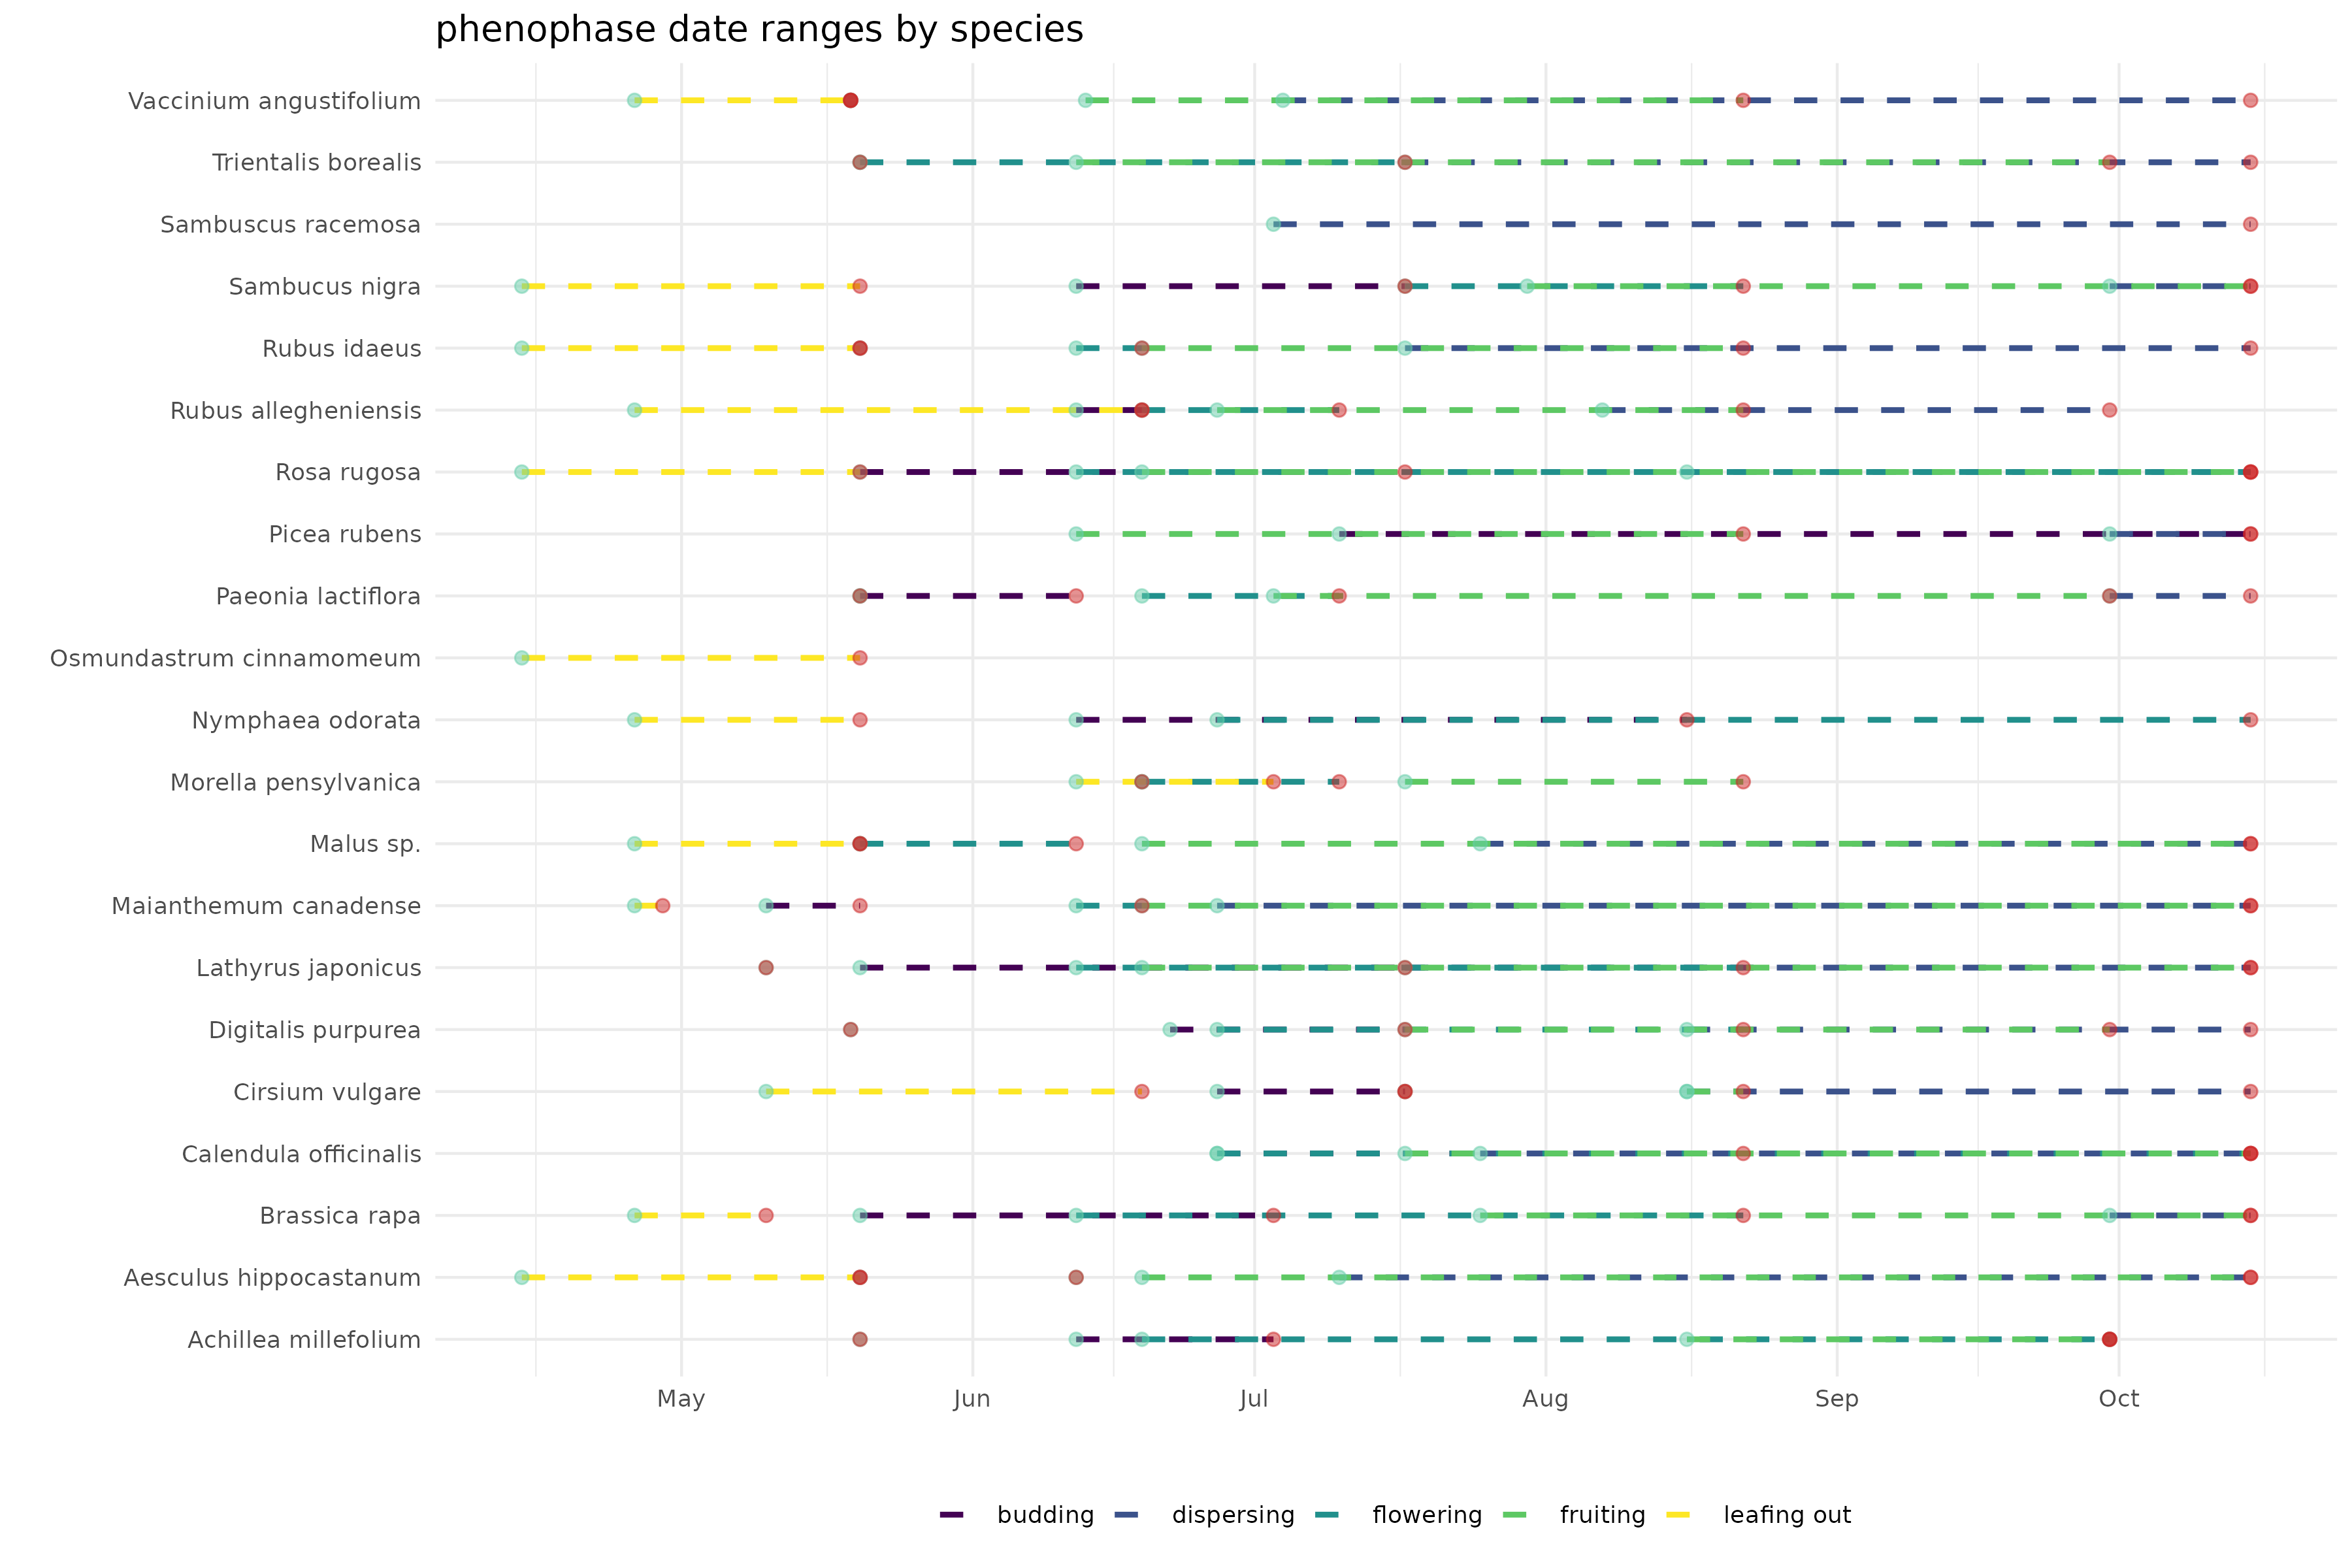 phenophase date ranges by species
Vaccinium angustifolium
Trientalis borealis
Sambuscus racemosa
Sambucus nigra
Rubus idaeus
Rubus allegheniensis
Rosa rugosa
Picea rubens
Paeonia lactiflora
Osmundastrum cinnamomeum
Nymphaea odorata
Morella pensylvanica
Malus sp.
Maianthemum canadense
Lathyrus japonicus
Digitalis purpurea
Cirsium vulgare
Calendula officinalis
Brassica rapa
Aesculus hippocastanum
Achillea millefolium
May Jun Jul Aug Sep Oct
budding dispersing flowering fruiting leafing out